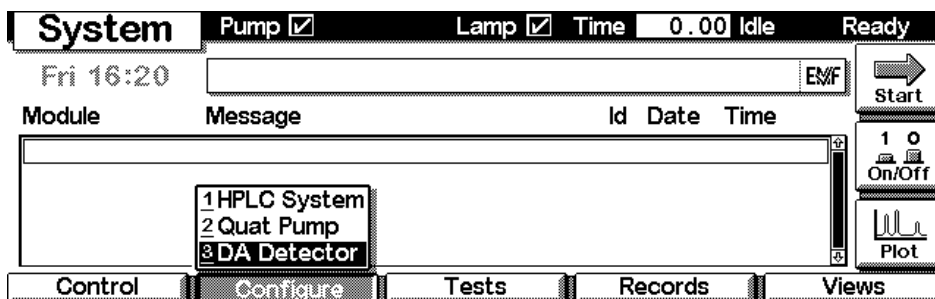 System Pump Lamp Time 0.00 Idle Ready
Fri 16:20 EMF
Start
Module Message Id Date Time
1 0
On/Off
1 HPLC System
2 Quat Pump
3 DA Detector
Plot
Control Configure Tests Records Views